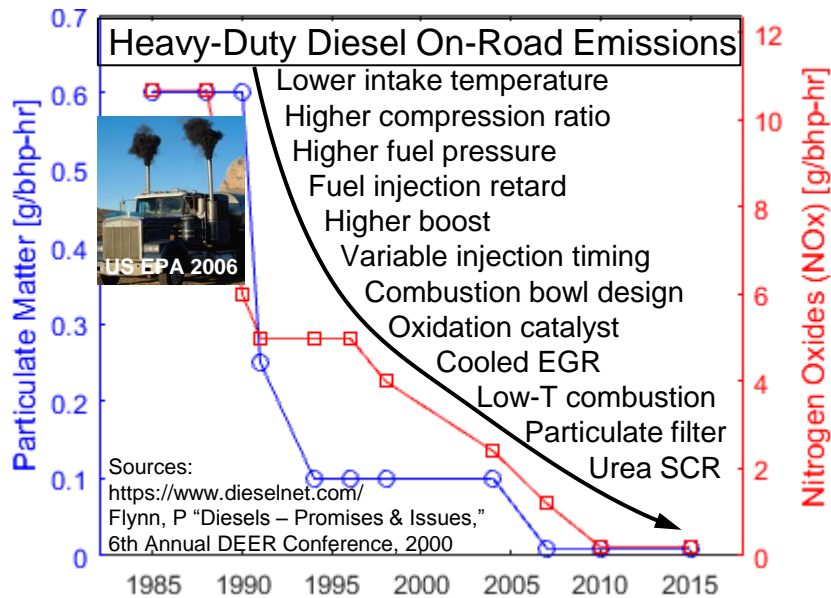 Heavy-Duty Diesel On-Road Emissions
Lower intake temperature
Higher compression ratio
Higher fuel pressure
Fuel injection retard
Higher boost
Variable injection timing
Combustion bowl design
Oxidation catalyst
Cooled EGR
Low-T combustion
Particulate filter
Urea SCR
US EPA 2006
Sources:
https://www.dieselnet.com/
Flynn, P “Diesels – Promises & Issues,”
6th Annual DEER Conference, 2000
Particulate Matter [g/bhp-hr]
0.7
0.6
0.5
0.4
0.3
0.2
0.1
0
Nitrogen Oxides (NOx) [g/bhp-hr]
12
10
8
6
4
2
0
1985 1990 1995 2000 2005 2010 2015